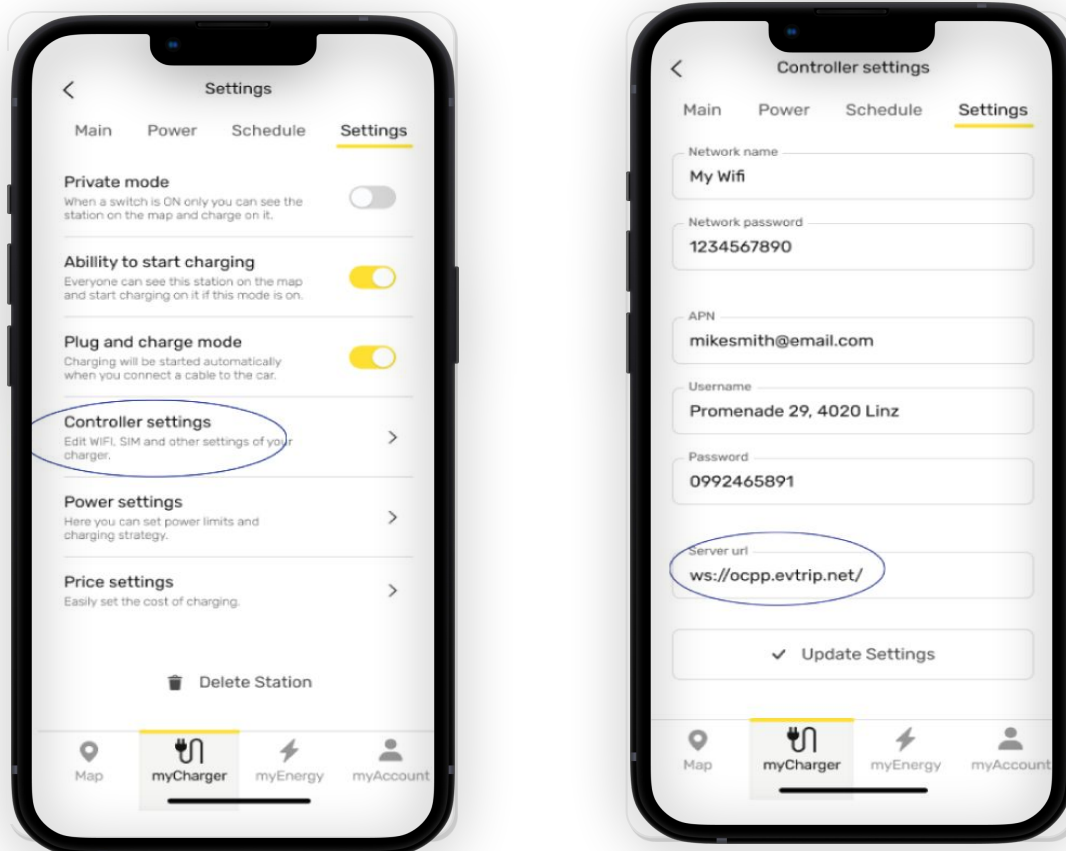 Settings
Main Power Schedule Settings
Private mode
When a switch is ON only you can see the
station on the map and charge on it.
Abillity to start charging
Everyone can see this station on the map
and start charging on it if this mode is on.
Plug and charge mode
Charging will be started automatically
when you connect a cable to the car.
Controller settings
Edit WIFI, SIM and other settings of your
charger.
Power settings
Here you can set power limits and
charging strategy.
Price settings
Easily set the cost of charging.
Delete Station
Map myCharger myEnergy myAccount
Controller settings
Main Power Schedule Settings
Network name
My Wifi
Network password
1234567890
APN
mikesmith@email.com
Username
Promenade 29, 4020 Linz
Password
0992465891
Server url
ws://ocpp.evtrip.net/
Update Settings
Map myCharger myEnergy myAccount